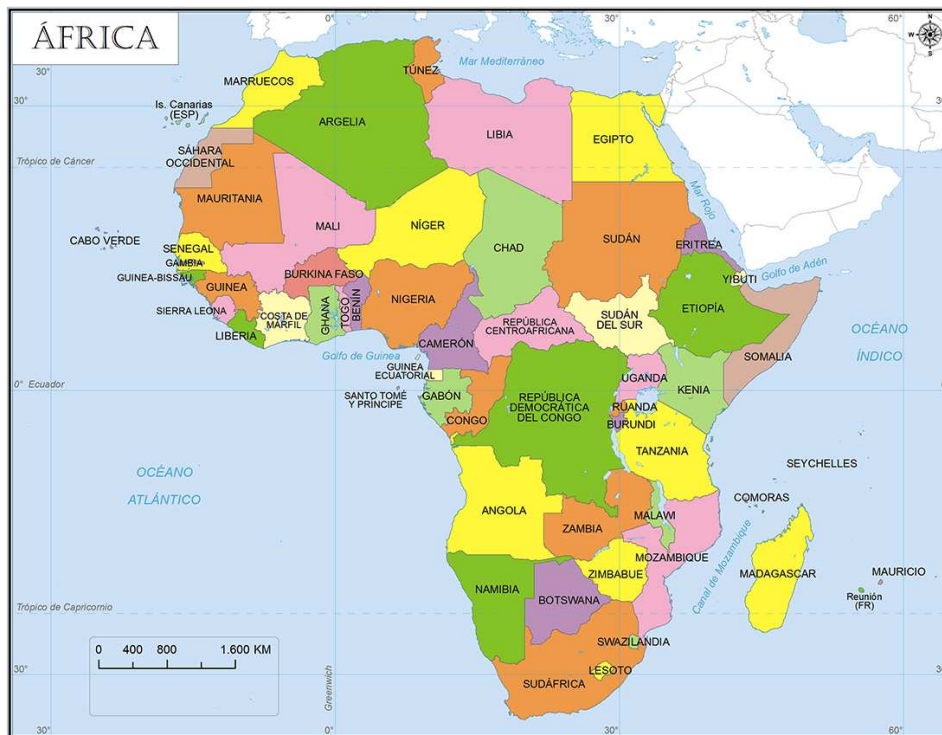 ÁFRICA
W
S
30°
0°
30°
60°
30°
30°
MARRUECOS
TÚNEZ
Mar Mediterráneo
Is. Canarias
(ESP)
ARGELIA
LIBIA
EGIPTO
SÁHARA
OCCIDENTAL
Trópico de Cáncer
MAURITANIA
MALI
NÍGER
CHAD
SUDÁN
Mar Rojo
ERITRÉA
CABO VERDE
SENEGAL
GAMBIA
GUINEA-BISSAU
GUINEA
BURKINA FASO
SIERRA LEONA
COSTA DE
MARFIL
GHANA
TOGO
BENÍN
NIGERIA
YIBUTI
Golfo de Adén
ETIOPÍA
LIBERIA
REPÚBLICA
CENTROAFRICANA
SUDÁN
DEL SUR
CAMERÓN
Golfo de Guinea
SOMALIA
OCÉANO
ÍNDICO
GUINEA
ECUATORIAL
0° Ecuador
SANTO TOMÉ
Y PRINCIPE
GABÓN
CONGO
REPÚBLICA
DEMOCRÁTICA
DEL CONGO
UGANDA
KENIA
RUANDA
BURUNDI
TANZANIA
SEYCHELLES
OCÉANO
ATLÁNTICO
COMORAS
ANGOLA
ZAMBIA
MALAWI
MOZAMBIQUE
Canal de Mozambique
MADAGASCAR
MAURICIO
Reunión
(FR)
NAMIBIA
ZIMBABUE
BOTSWANA
Trópico de Capricornio
SWAZILANDIA
LESOTO
SUDÁFRICA
0 400 800 1.600 KM
30°
Greenwich
30°
0°
30°
60°